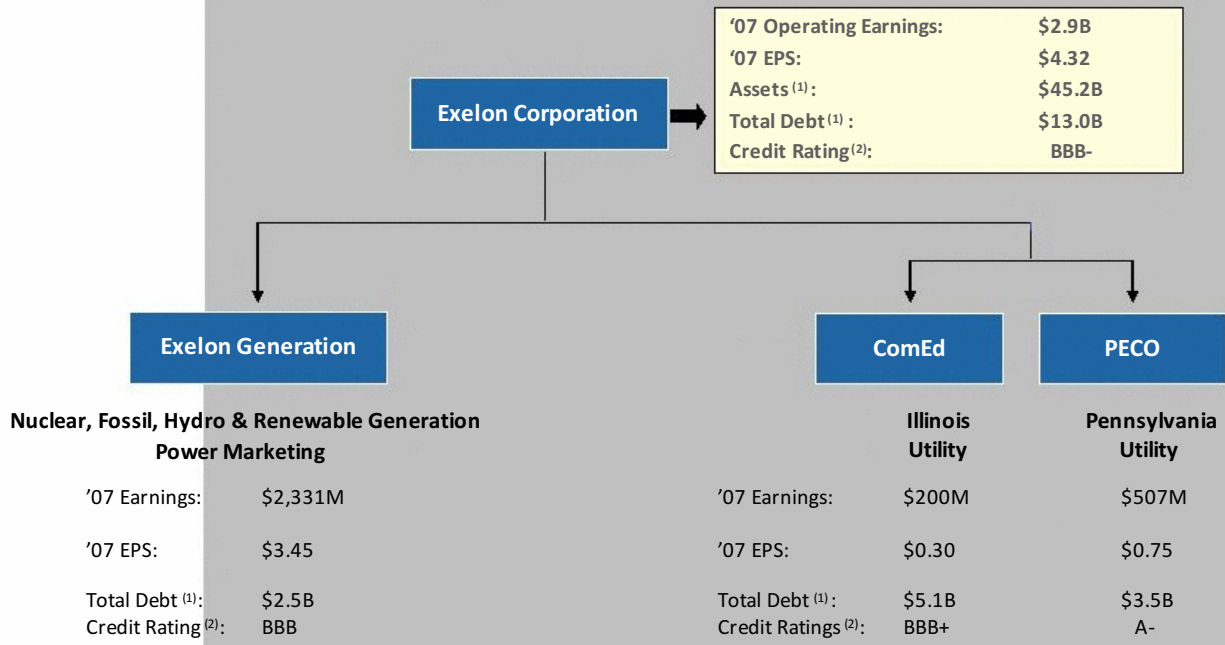 '07 Operating Earnings: $2.9B
'07 EPS: $4.32
Assets (1): $45.2B
Total Debt (1) : $13.0B
Credit Rating (2): BBB-
Exelon Corporation
Exelon Generation
ComEd
PECO
Nuclear, Fossil, Hydro & Renewable Generation
Power Marketing
'07 Earnings: $2,331M
'07 EPS: $3.45
Total Debt (1): $2.5B
Credit Rating (2): BBB
Illinois
Utility
Pennsylvania
Utility
'07 Earnings: $200M $507M
'07 EPS: $0.30 $0.75
Total Debt (1) : $5.1B $3.5B
Credit Ratings (2): BBB+ A-